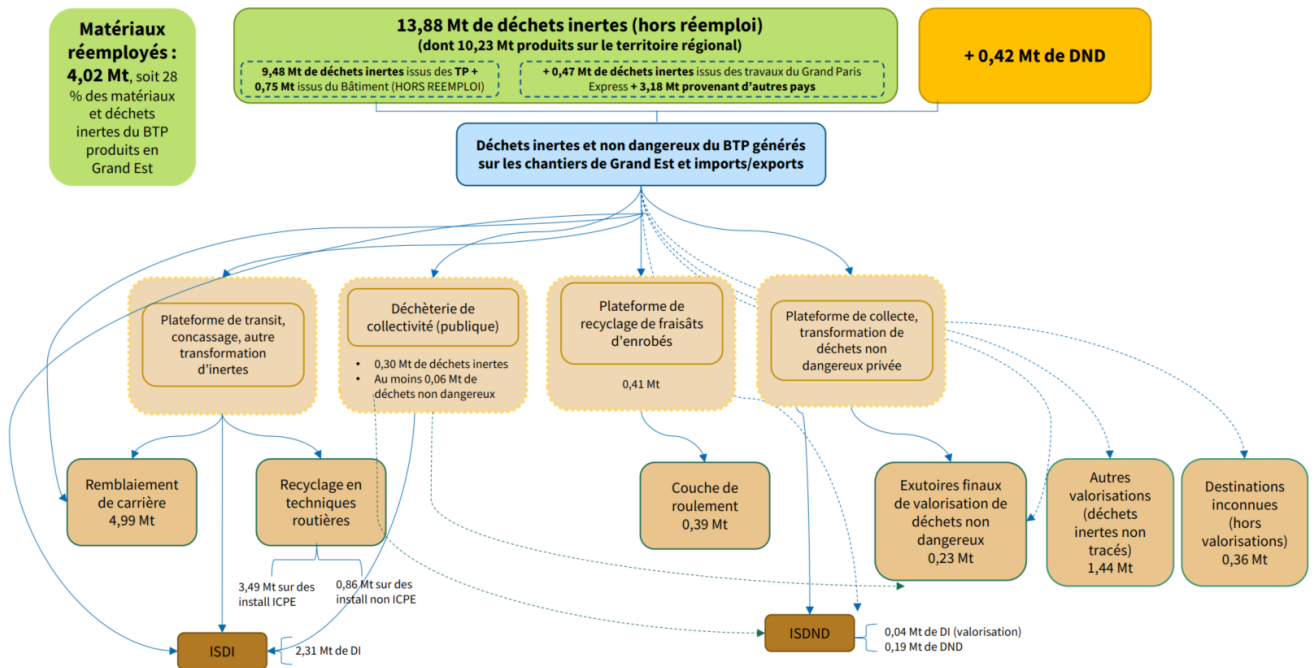 Matériaux
réemployés :
4,02 Mt, soit 28
% des matériaux
et déchets
inertes du BTP
produits en
Grand Est
13,88 Mt de déchets inertes (hors réemploi)
(dont 10,23 Mt produits sur le territoire régional)
9,48 Mt de déchets inertes issus des TP +
0,75 Mt issus du Bâtiment (HORS REEMPLOI)
+ 0,47 Mt de déchets inertes issus des travaux du Grand Paris
Express + 3,18 Mt provenant d'autres pays
+ 0,42 Mt de DND
Déchets inertes et non dangereux du BTP générés
sur les chantiers de Grand Est et imports/exports
Plateforme de transit,
concassage, autre
transformation
d'inertes
Déchèterie de
collectivité (publique)
• 0,30 Mt de déchets inertes
• Au moins 0,06 Mt de
déchets non dangereux
Plateforme de
recyclage de fraisâts
d'enrobés
0,41 Mt
Plateforme de collecte,
transformation de
déchets non
dangereux privée
Remblaiement
de carrière
4,99 Mt
Recyclage en
techniques
routières
Couche de
roulement
0,39 Mt
Exutoires finaux
de valorisation de
déchets non
dangereux
0,23 Mt
Autres
valorisations
(déchets
inertes non
tracés)
1,44 Mt
Destinations
inconnues
(hors
valorisations)
0,36 Mt
3,49 Mt sur des
install ICPE
0,86 Mt sur des
install non ICPE
ISDI
2,31 Mt de DI
ISDND
0,04 Mt de DI (valorisation)
0,19 Mt de DND